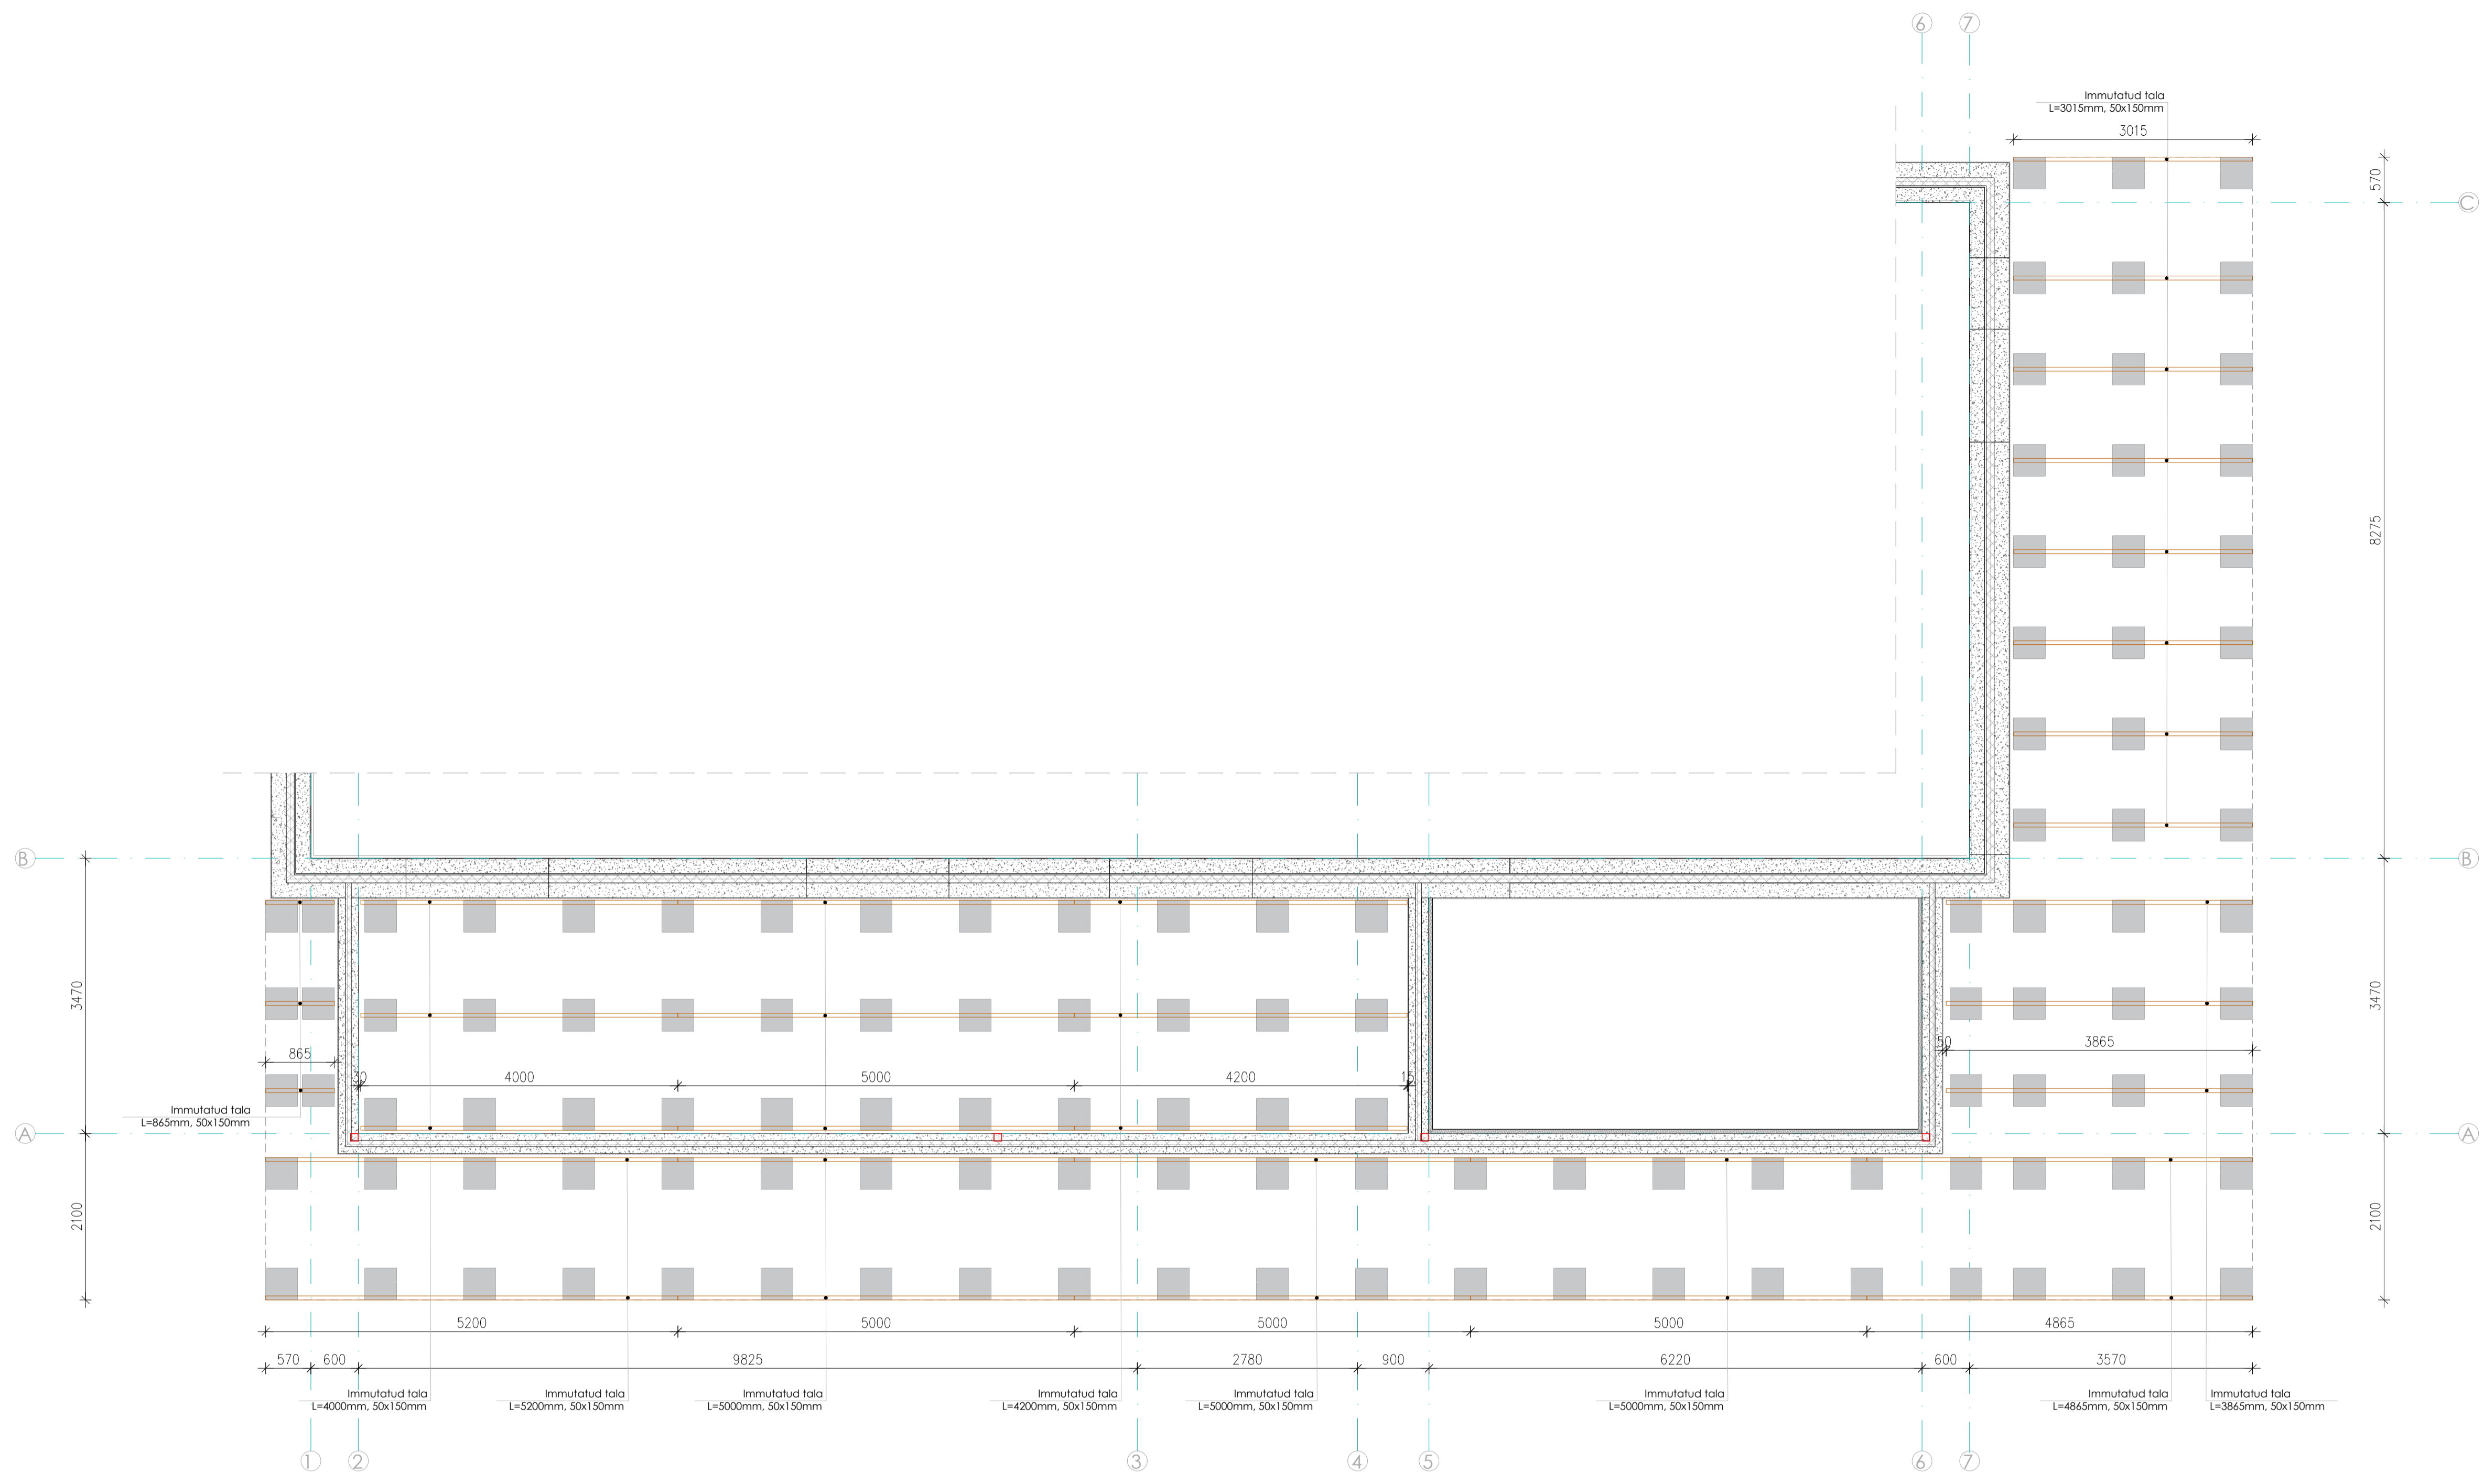 6
7
Immutatud tala
L=3015mm, 50x150mm
3015
570
C
8275
B
B
3470
3470
865
50
3865
30
4000
5000
4200
15
Immutatud tala
L=865mm, 50x150mm
A
A
2100
2100
5200
5000
5000
5000
4865
570
600
9825
2780
900
6220
600
3570
Immutatud tala
L=4000mm, 50x150mm
Immutatud tala
L=5200mm, 50x150mm
Immutatud tala
L=5000mm, 50x150mm
Immutatud tala
L=4200mm, 50x150mm
Immutatud tala
L=5000mm, 50x150mm
Immutatud tala
L=5000mm, 50x150mm
Immutatud tala
L=4865mm, 50x150mm
Immutatud tala
L=3865mm, 50x150mm
1
2
3
4
5
6
7